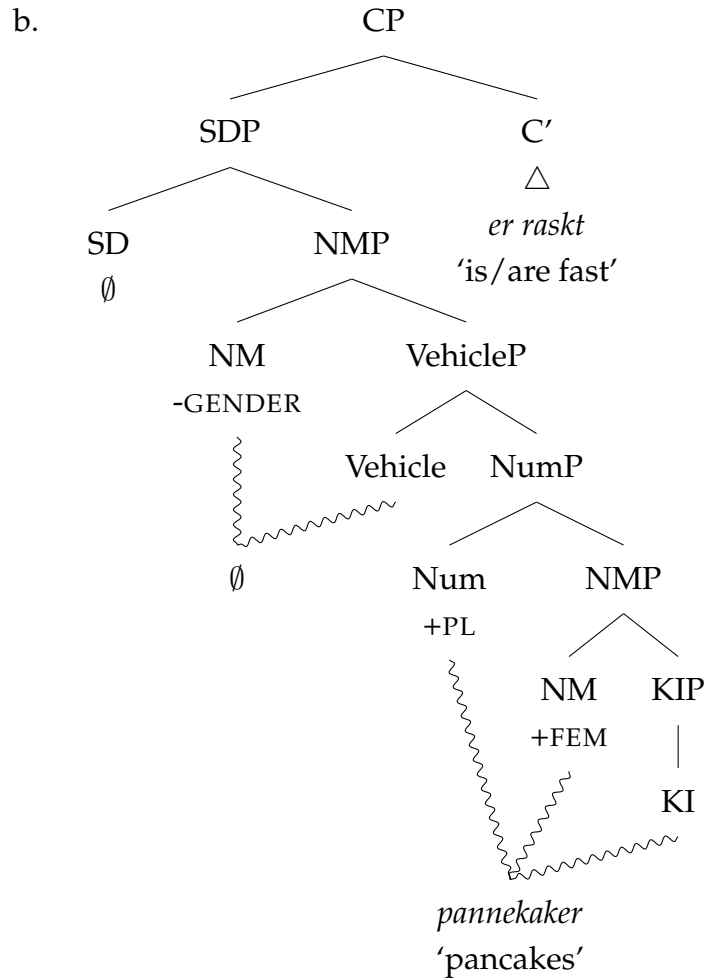 b.
CP
SDP C’
er raskt
SD NMP
∅ ‘is/are fast’
NM VehicleP
-GENDER
Vehicle NumP
∅ Num NMP
+PL
NM KIP
+FEM
KI
pannekaker
‘pancakes’